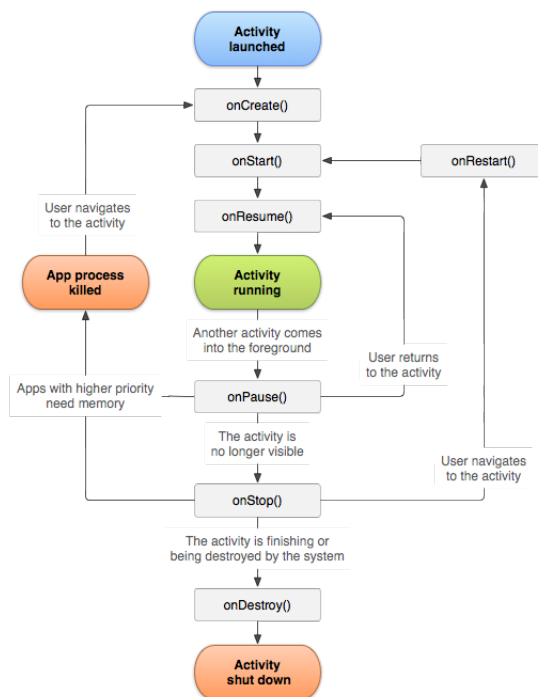 Activity
launched
onCreate()
onStart()
onRestart()
User navigates
to the activity
onResume()
App process
killed
Activity
running
Another activity comes
into the foreground
User returns
to the activity
Apps with higher priority
need memory
onPause()
The activity is
no longer visible
User navigates
to the activity
onStop()
The activity is finishing or
being destroyed by the system
onDestroy()
Activity
shut down